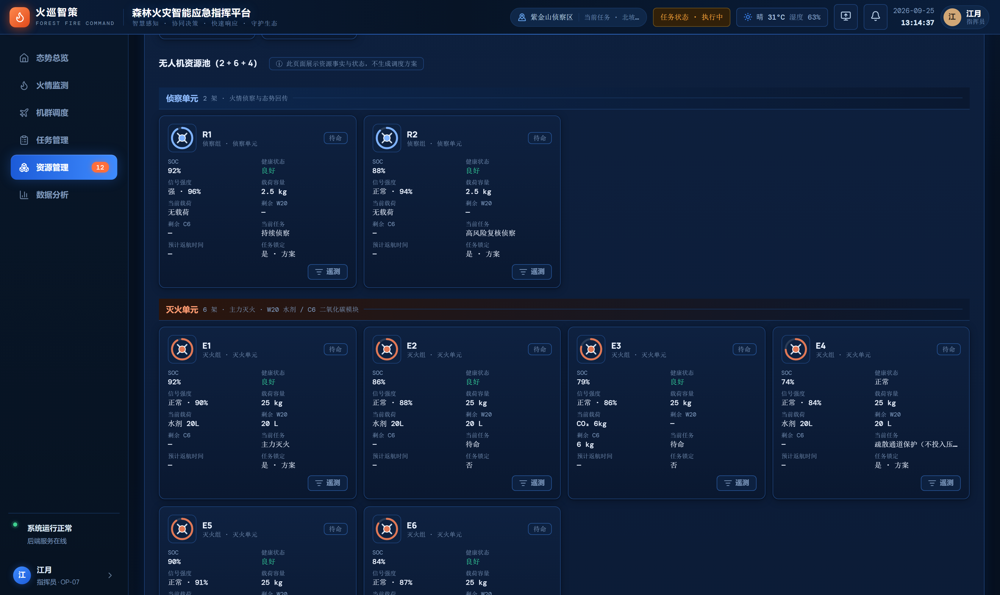 火巡智策
FOREST FIRE COMMAND
森林火灾智能应急指挥平台
智慧感知 · 协同决策 · 快速响应 · 守护生态
紫金山侦察区 当前任务 · 北坡…
任务状态 · 执行中
晴 31°C 湿度 63%
2026-09-25
13:14:37
江
江月
指挥员
态势总览
火情监测
机群调度
任务管理
资源管理 12
数据分析
系统运行正常
后端服务在线
江
江月
指挥员 · OP-07
无人机资源池（2 + 6 + 4）
此页面展示资源事实与状态，不生成调度方案
侦察单元 2 架 · 火情侦察与态势回传
R1
侦察组 · 侦察单元
待命
SOC 健康状态
92% 良好
信号强度 载荷容量
强 · 96% 2.5 kg
当前载荷 剩余 W20
无载荷 —
剩余 C6 当前任务
— 持续侦察
预计返航时间 任务锁定
— 是 · 方案
遥测
R2
侦察组 · 侦察单元
待命
SOC 健康状态
88% 良好
信号强度 载荷容量
正常 · 94% 2.5 kg
当前载荷 剩余 W20
无载荷 —
剩余 C6 当前任务
— 高风险复核侦察
预计返航时间 任务锁定
— 是 · 方案
遥测
灭火单元 6 架 · 主力灭火 · W20 水剂 / C6 二氧化碳模块
E1
灭火组 · 灭火单元
待命
SOC 健康状态
92% 良好
信号强度 载荷容量
正常 · 90% 25 kg
当前载荷 剩余 W20
水剂 20L 20 L
剩余 C6 当前任务
— 主力灭火
预计返航时间 任务锁定
— 是 · 方案
遥测
E2
灭火组 · 灭火单元
待命
SOC 健康状态
86% 良好
信号强度 载荷容量
正常 · 88% 25 kg
当前载荷 剩余 W20
水剂 20L 20 L
剩余 C6 当前任务
— 待命
预计返航时间 任务锁定
— 否
遥测
E3
灭火组 · 灭火单元
待命
SOC 健康状态
79% 良好
信号强度 载荷容量
正常 · 86% 25 kg
当前载荷 剩余 W20
CO₂ 6kg —
剩余 C6 当前任务
6 kg 待命
预计返航时间 任务锁定
— 否
遥测
E4
灭火组 · 灭火单元
待命
SOC 健康状态
74% 正常
信号强度 载荷容量
正常 · 84% 25 kg
当前载荷 剩余 W20
水剂 20L 20 L
剩余 C6 当前任务
— 疏散通道保护（不投入压…
预计返航时间 任务锁定
— 是 · 方案
遥测
E5
灭火组 · 灭火单元
待命
SOC 健康状态
90% 良好
信号强度 载荷容量
正常 · 91% 25 kg
当前载荷 剩余 W20
E6
灭火组 · 灭火单元
待命
SOC 健康状态
84% 良好
信号强度 载荷容量
正常 · 87% 25 kg
当前载荷 剩余 W20